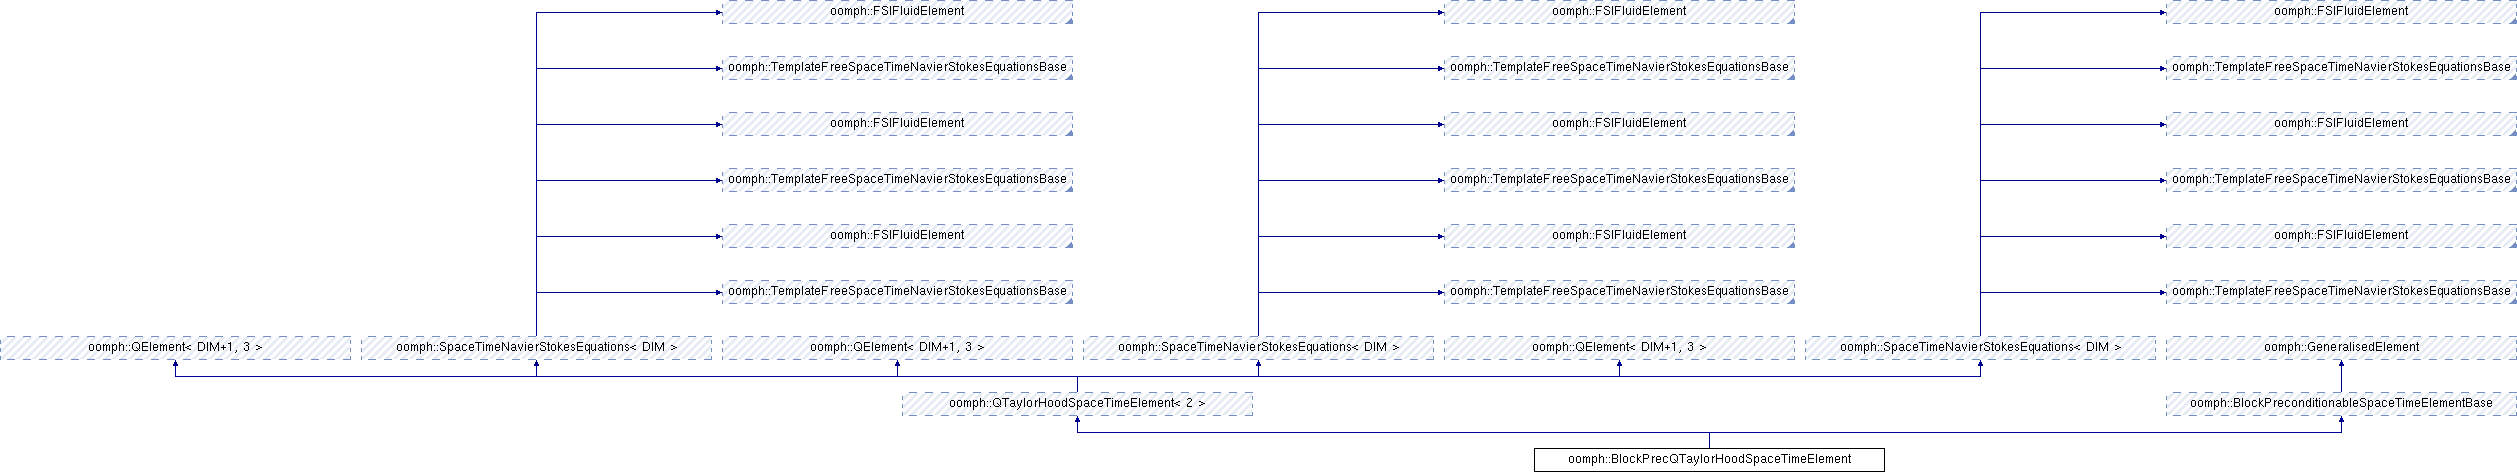 oomph::FSIFluidElement
oomph::FSIFluidElement
oomph::FSIFluidElement
oomph::TemplateFreeSpaceTimeNavierStokesEquationsBase
oomph::TemplateFreeSpaceTimeNavierStokesEquationsBase
oomph::TemplateFreeSpaceTimeNavierStokesEquationsBase
oomph::FSIFluidElement
oomph::FSIFluidElement
oomph::FSIFluidElement
oomph::TemplateFreeSpaceTimeNavierStokesEquationsBase
oomph::TemplateFreeSpaceTimeNavierStokesEquationsBase
oomph::TemplateFreeSpaceTimeNavierStokesEquationsBase
oomph::FSIFluidElement
oomph::FSIFluidElement
oomph::FSIFluidElement
oomph::TemplateFreeSpaceTimeNavierStokesEquationsBase
oomph::TemplateFreeSpaceTimeNavierStokesEquationsBase
oomph::TemplateFreeSpaceTimeNavierStokesEquationsBase
oomph::QElement< DIM+1, 3 >
oomph::SpaceTimeNavierStokesEquations< DIM >
oomph::QElement< DIM+1, 3 >
oomph::SpaceTimeNavierStokesEquations< DIM >
oomph::QElement< DIM+1, 3 >
oomph::SpaceTimeNavierStokesEquations< DIM >
oomph::GeneralisedElement
oomph::QTaylorHoodSpaceTimeElement< 2 >
oomph::BlockPreconditionableSpaceTimeElementBase
oomph::BlockPrecQTaylorHoodSpaceTimeElement